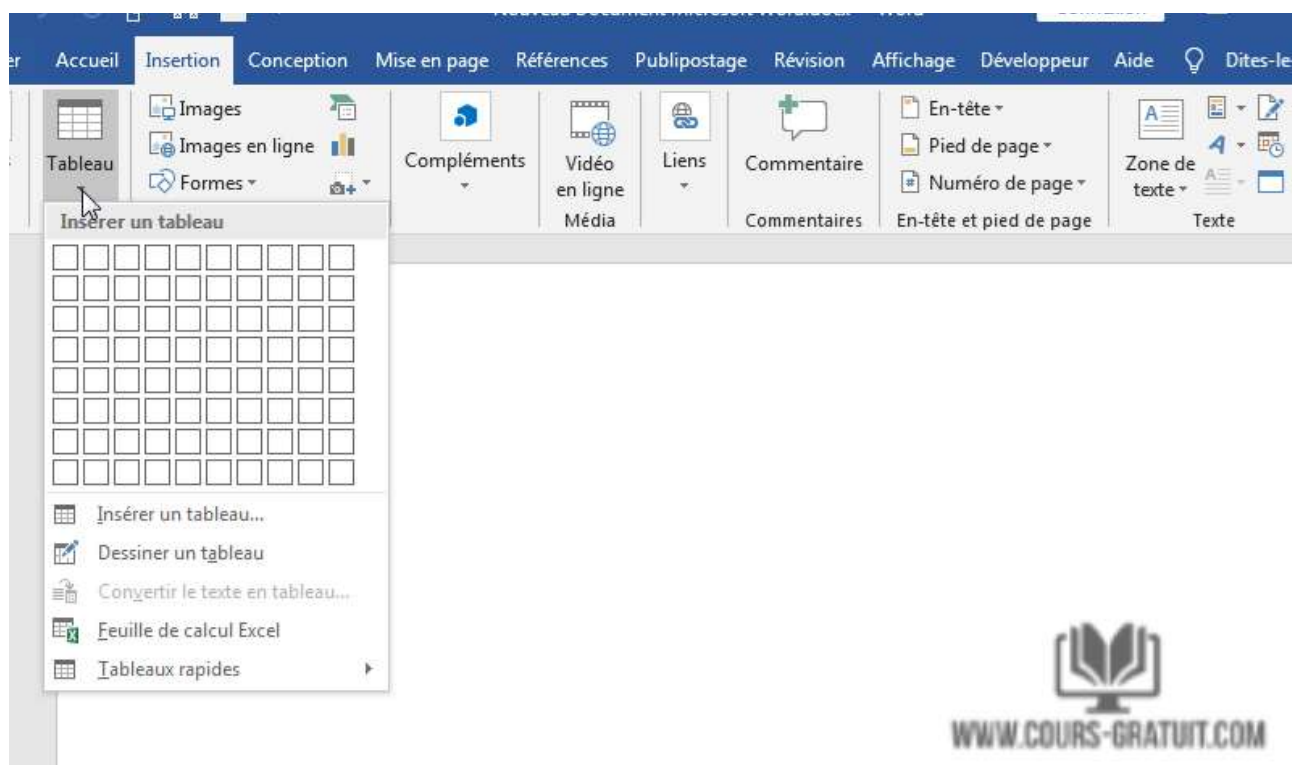 Accueil Insertion Conception Mise en page Références Publipostage Révision Affichage Développeur Aide Dites-le
Images
Images en ligne
Formes
Tableau
Compléments
Vidéo
en ligne
Média
Liens
Commentaire
Commentaires
En-tête
Pied de page
Numéro de page
En-tête et pied de page
Zone de
texte
Texte
Insérer un tableau
Insérer un tableau...
Dessiner un tableau
Convertir le texte en tableau...
Feuille de calcul Excel
Tableaux rapides
WWW.COURS-GRATUIT.COM